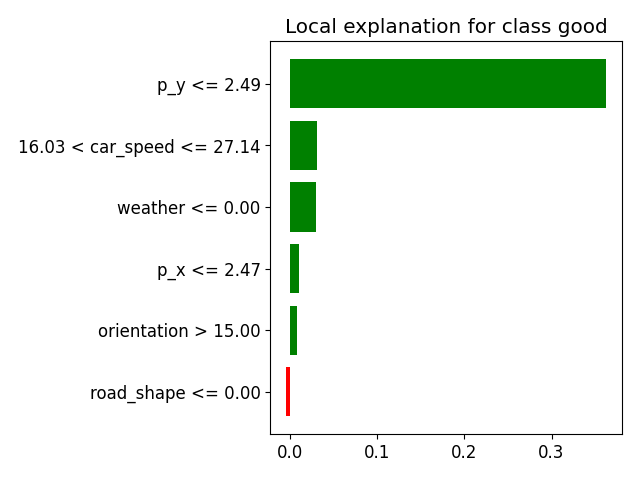 Local explanation for class good
p_y <= 2.49
16.03 < car_speed <= 27.14
weather <= 0.00
p_x <= 2.47
orientation > 15.00
road_shape <= 0.00
0.0 0.1 0.2 0.3